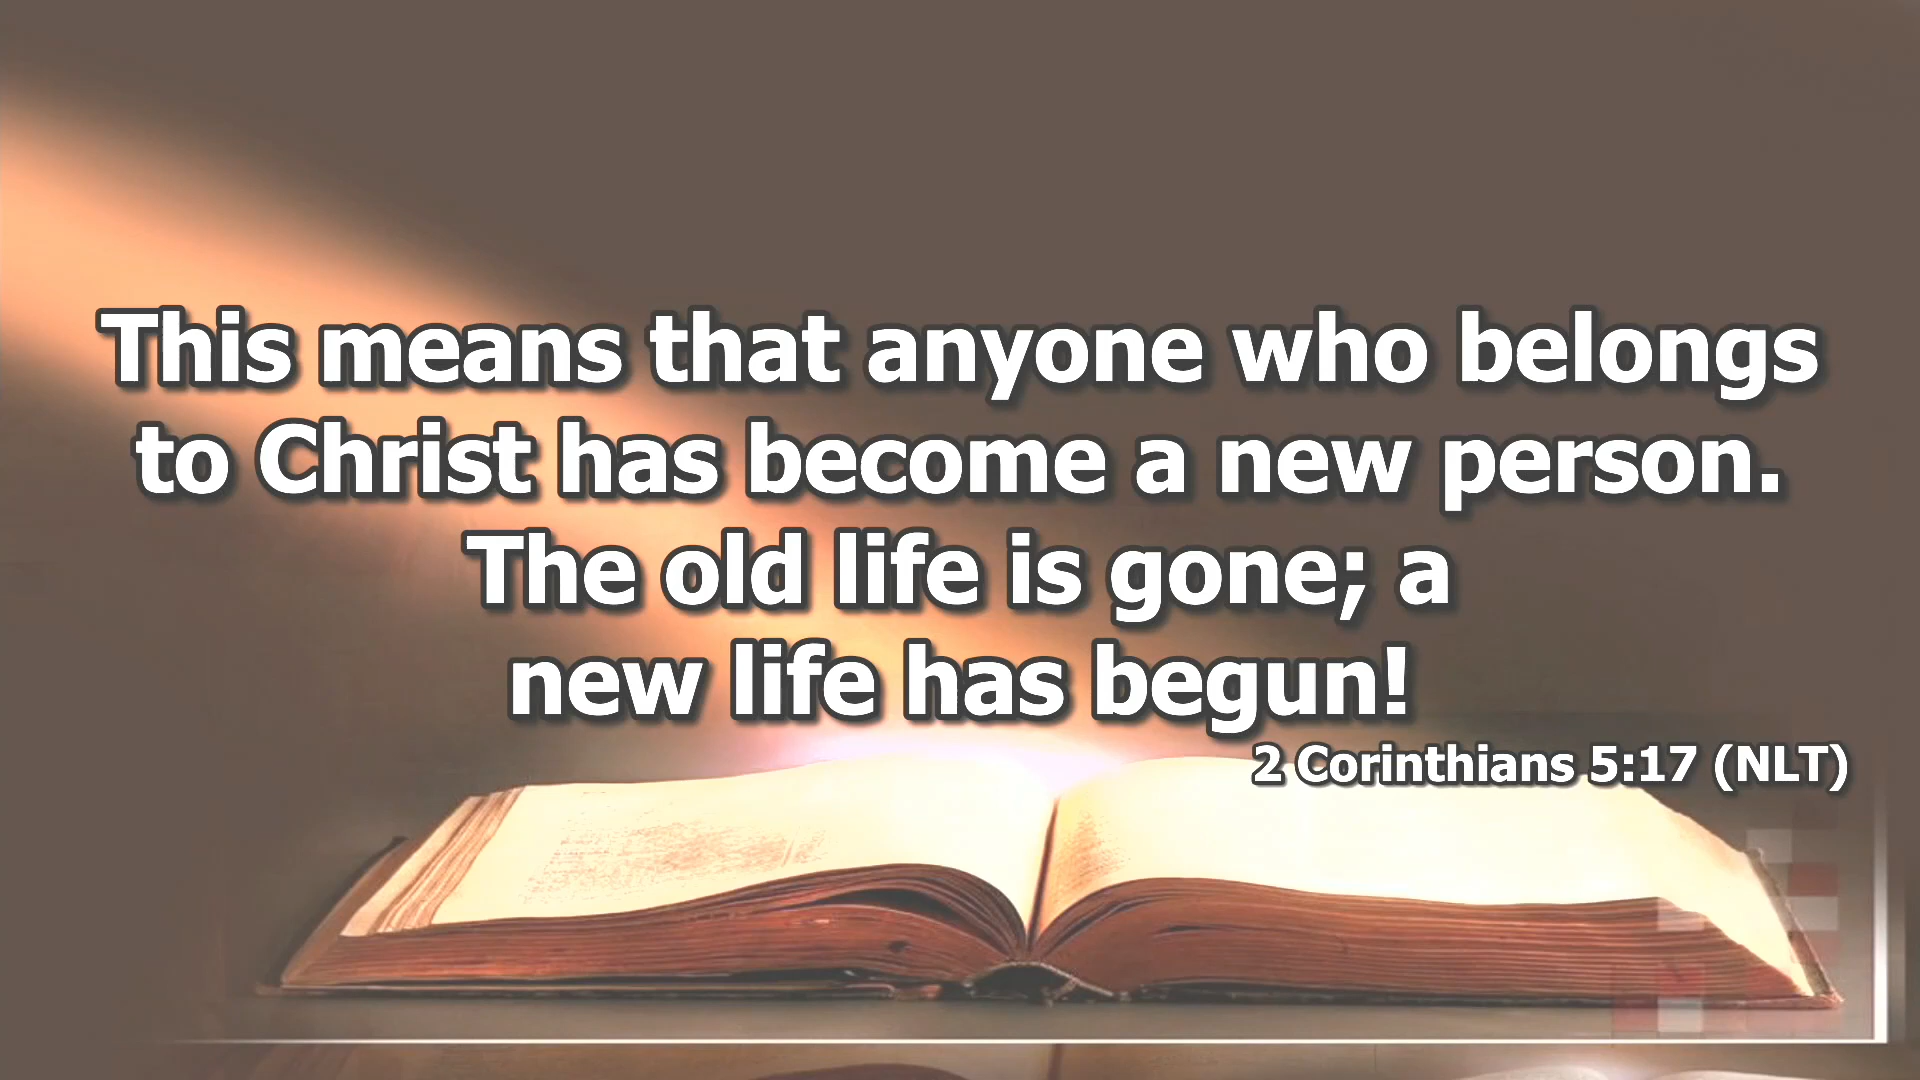 This means that anyone who belongs
to Christ has become a new person.
The old life is gone; a
new life has begun!
2 Corinthians 5:17 (NLT)